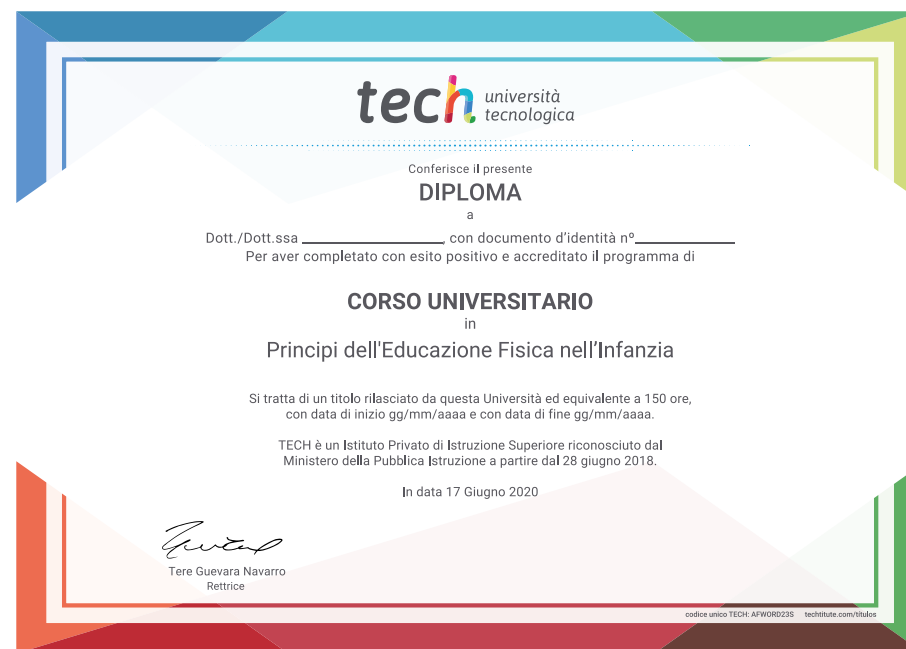 tech università
tecnologica
Conferisce il presente
DIPLOMA
a
Dott./Dott.ssa ____________________, con documento d'identità nº______________
Per aver completato con esito positivo e accreditato il programma di
CORSO UNIVERSITARIO
in
Principi dell'Educazione Fisica nell'Infanzia
Si tratta di un titolo rilasciato da questa Università ed equivalente a 150 ore,
con data di inizio gg/mm/aaaa e con data di fine gg/mm/aaaa.
TECH è un Istituto Privato di Istruzione Superiore riconosciuto dal
Ministero della Pubblica Istruzione a partire dal 28 giugno 2018.
In data 17 Giugno 2020
Tere Guevara Navarro
Rettrice
codice unico TECH: AFWORD23S techtitute.com/titulos